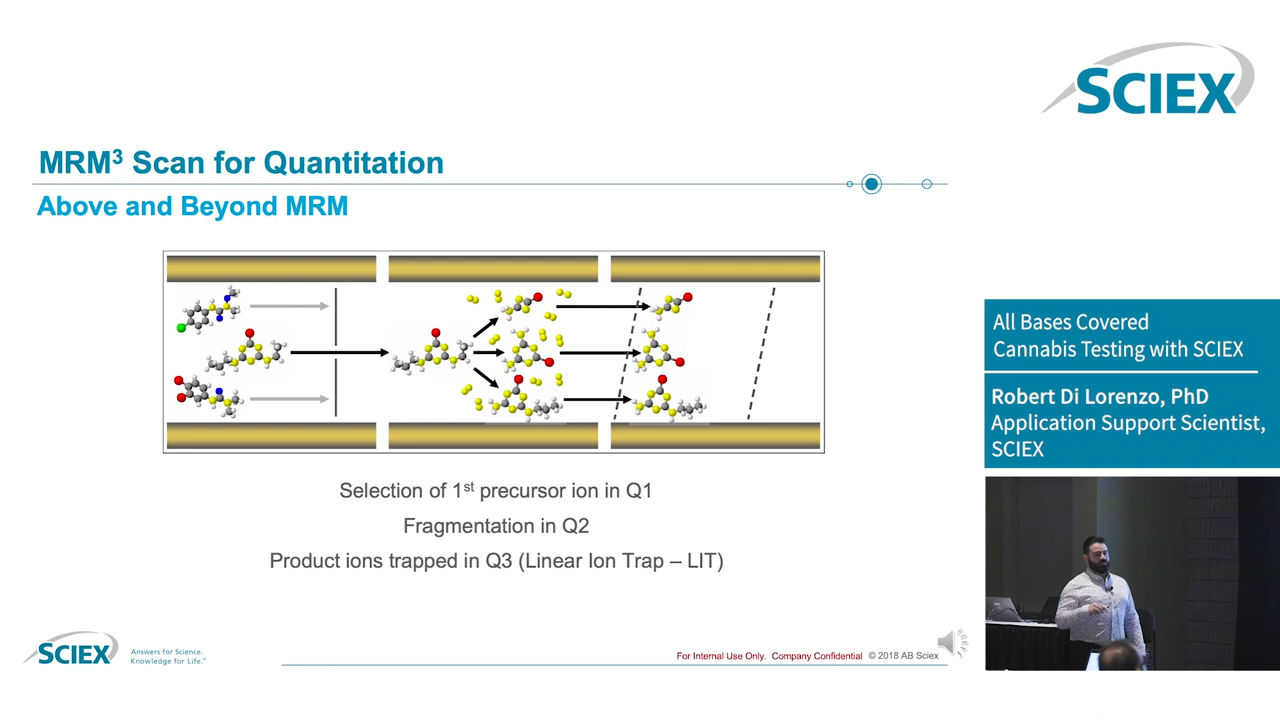 SCIEX
MRM³ Scan for Quantitation
Above and Beyond MRM
Selection of 1st precursor ion in Q1
Fragmentation in Q2
Product ions trapped in Q3 (Linear Ion Trap – LIT)
SCIEX
Answers for Science.
Knowledge for Life.™
For Internal Use Only. Company Confidential © 2018 AB Sciex
All Bases Covered
Cannabis Testing with SCIEX
Robert Di Lorenzo, PhD
Application Support Scientist,
SCIEX